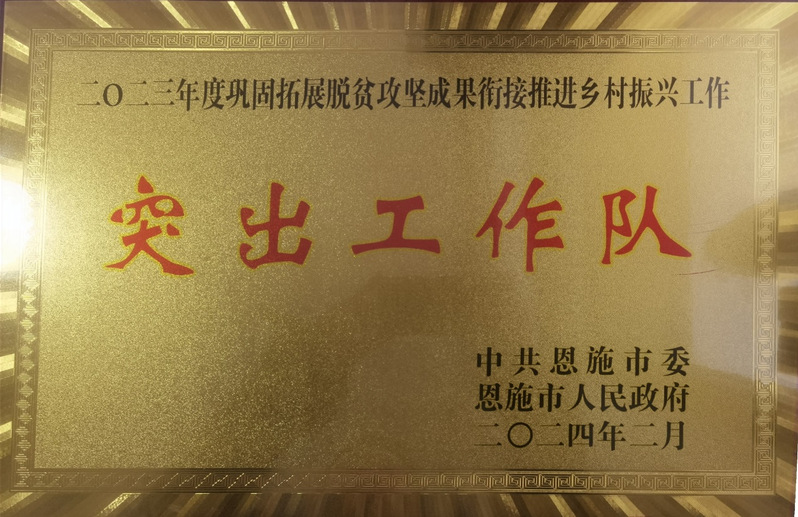 二〇二三年度巩固拓展脱贫攻坚成果衔接推进乡村振兴工作
突出工作队
中共恩施市委
恩施市人民政府
二〇二四年二月